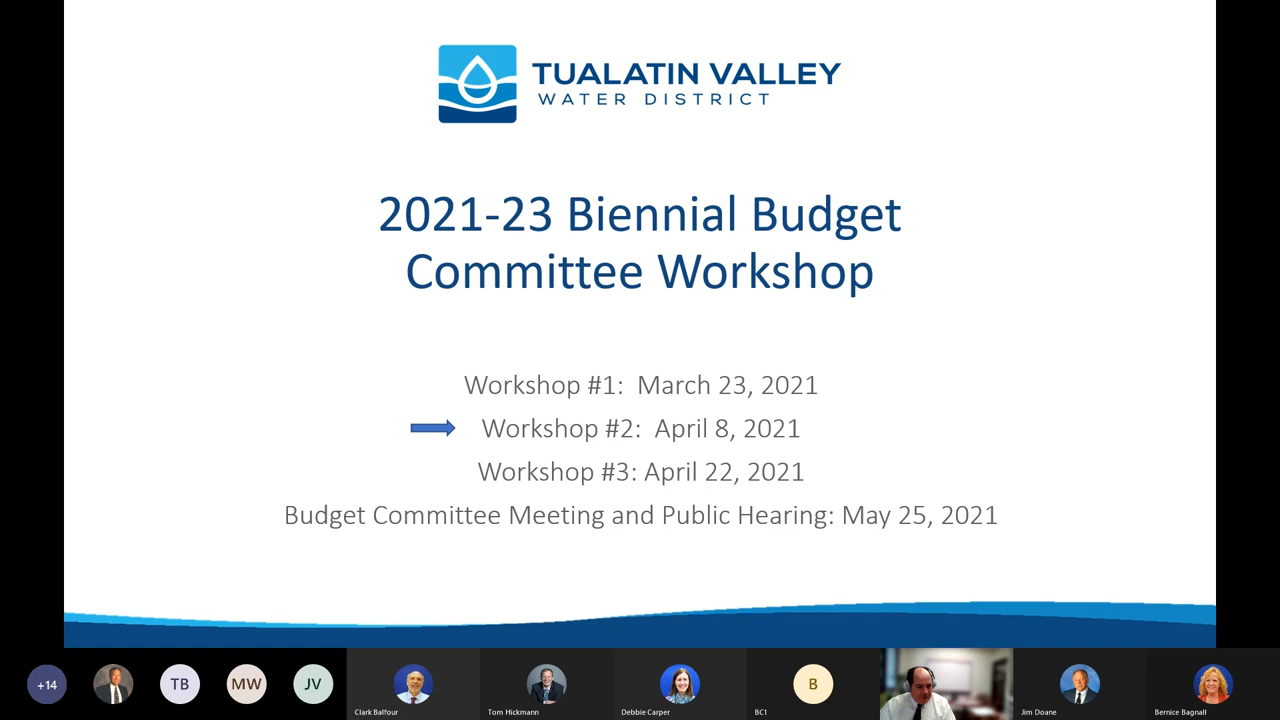 TUALATIN VALLEY
WATER DISTRICT
2021-23 Biennial Budget
Committee Workshop
Workshop #1: March 23, 2021
Workshop #2: April 8, 2021
Workshop #3: April 22, 2021
Budget Committee Meeting and Public Hearing: May 25, 2021
+14
TB
MW
JV
B
Clark Balfour
Tom Hickmann
Debbie Carper
BC1
Jim Doane
Bernice Bagnall